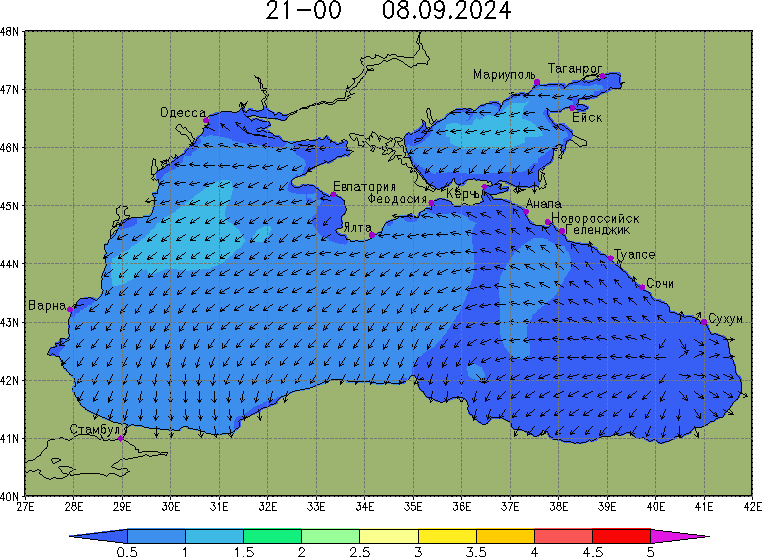 21-00 08.09.2024
48N
47N
46N
45N
44N
43N
42N
41N
40N
Таганрог
Мариуполь
Ейск
Одесса
Евпатория
Феодосия
Керчь
Анапа
Новороссийск
Геленджик
Ялта
Туапсе
Сочи
Варна
Сухум
Стамбул
27E 28E 29E 30E 31E 32E 33E 34E 35E 36E 37E 38E 39E 40E 41E 42E
0.5 1 1.5 2 2.5 3 3.5 4 4.5 5